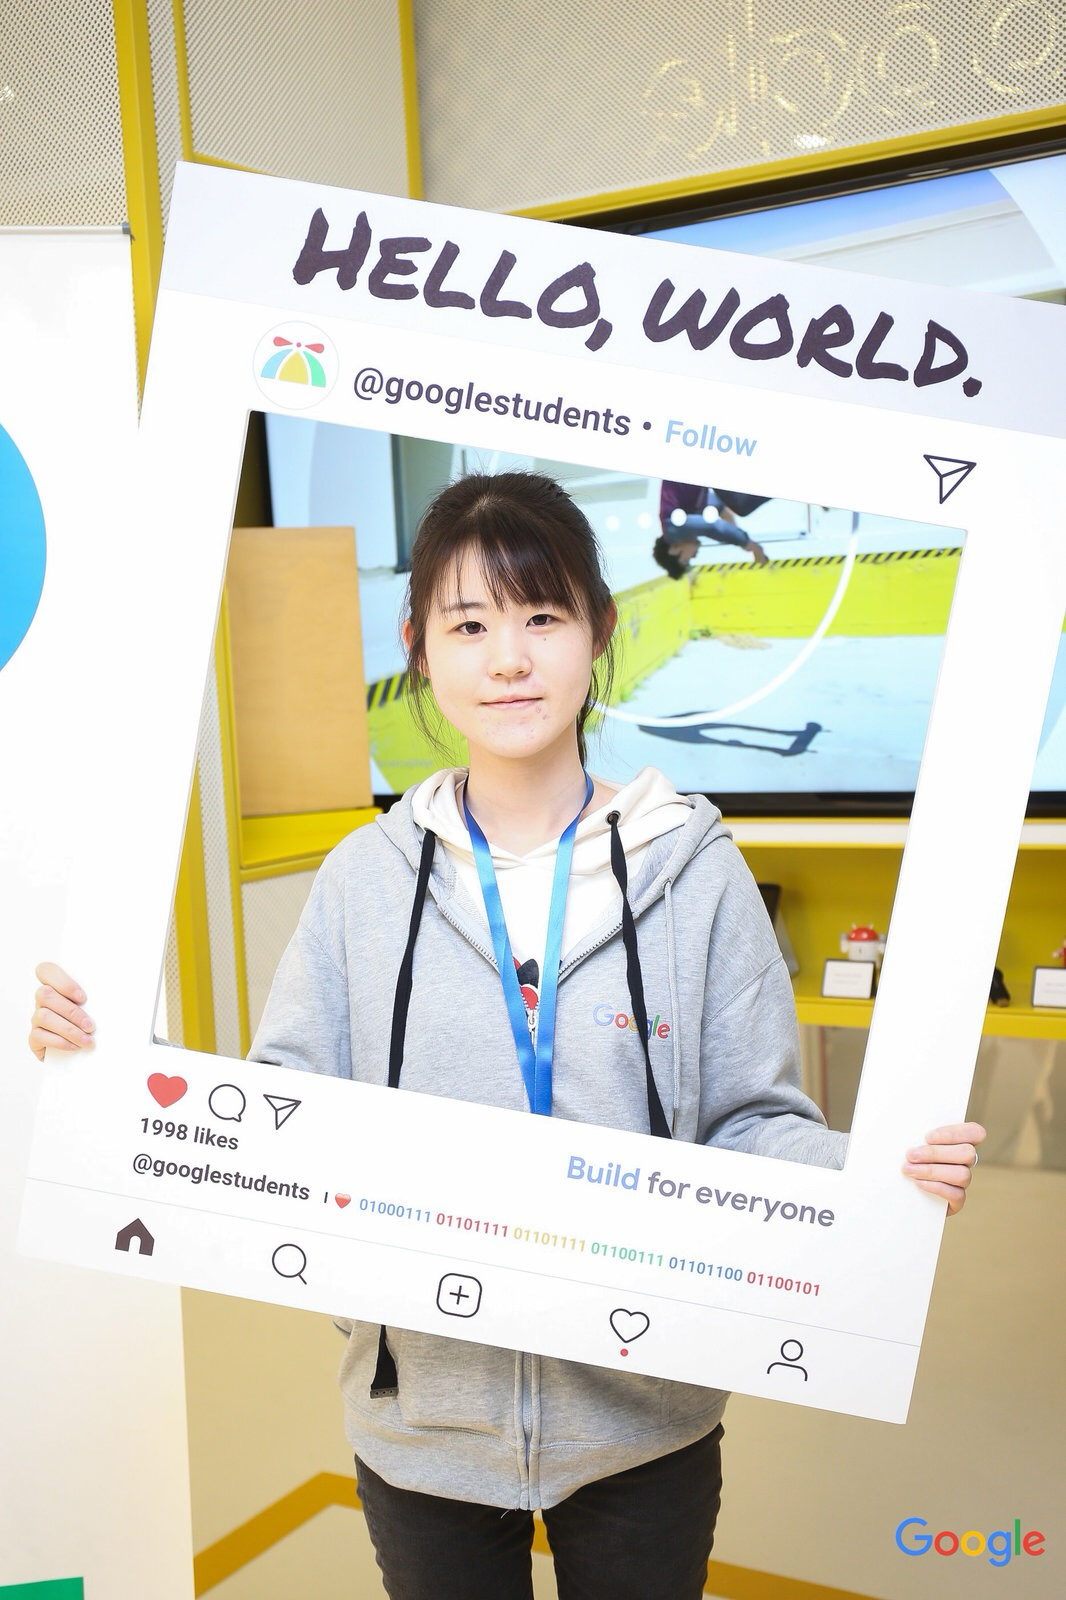 HELLO, WORLD.
@googlestudents • Follow
Google
1998 likes
Build for everyone
@googlestudents I ❤️ 01000111 01101111 01101111 01100111 01101100 01100101
Google